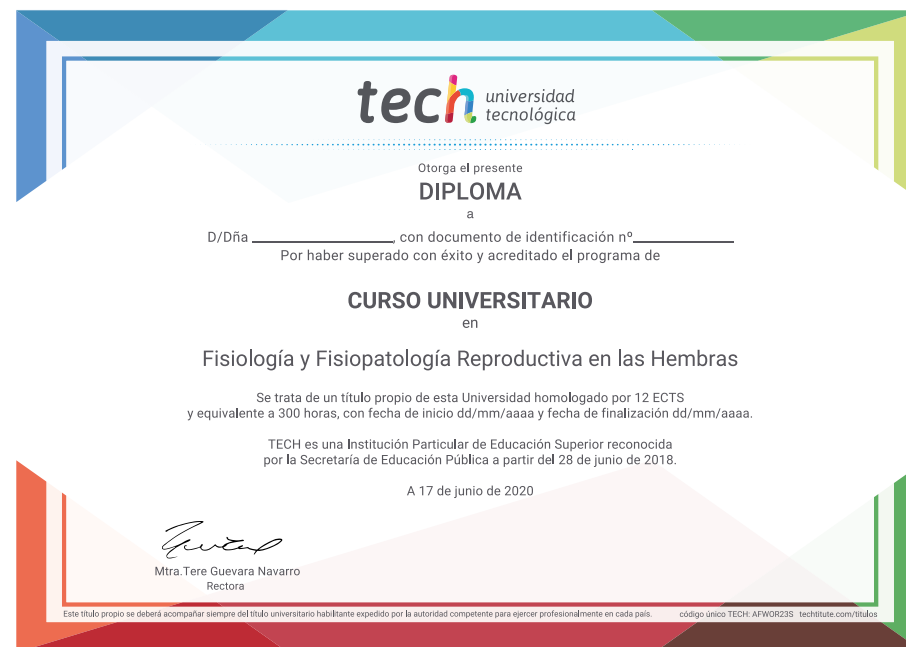 tech universidad
tecnológica
Otorga el presente
DIPLOMA
a
D/Dña ____________________, con documento de identificación nº______________
Por haber superado con éxito y acreditado el programa de
CURSO UNIVERSITARIO
en
Fisiología y Fisiopatología Reproductiva en las Hembras
Se trata de un título propio de esta Universidad homologado por 12 ECTS
y equivalente a 300 horas, con fecha de inicio dd/mm/aaaa y fecha de finalización dd/mm/aaaa.
TECH es una Institución Particular de Educación Superior reconocida
por la Secretaría de Educación Pública a partir del 28 de junio de 2018.
A 17 de junio de 2020
Mtra.Tere Guevara Navarro
Rectora
Este título propio se deberá acompañar siempre del título universitario habilitante expedido por la autoridad competente para ejercer profesionalmente en cada país. código único TECH: AFWOR23S techtitute.com/títulos